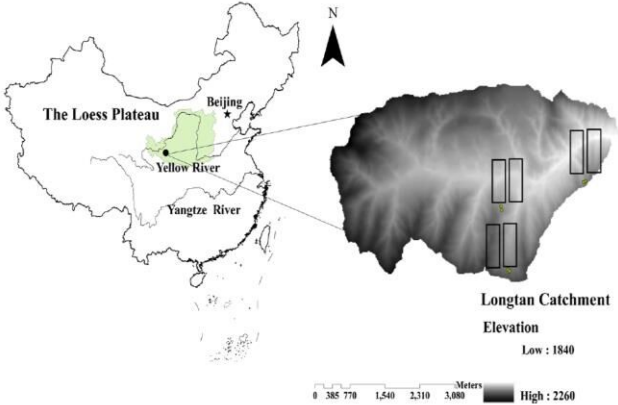 N
The Loess Plateau
Beijing
Yellow River
Yangtze River
Longtan Catchment
Elevation
Low : 1840
Meters
0 385 770 1,540 2,310 3,080
High : 2260